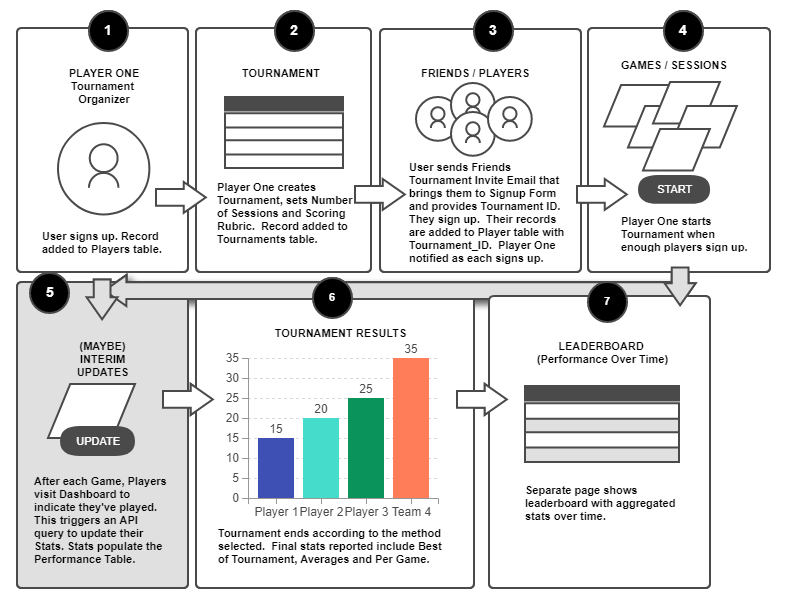 1
PLAYER ONE
Tournament
Organizer
User signs up. Record
added to Players table.
2
TOURNAMENT
Player One creates
Tournament, sets Number
of Sessions and Scoring
Rubric. Record added to
Tournaments table.
3
FRIENDS / PLAYERS
User sends Friends
Tournament Invite Email that
brings them to Signup Form
and provides Tournament ID.
They sign up. Their records
are added to Player table with
Tournament_ID. Player One
notified as each signs up.
4
GAMES / SESSIONS
START
Player One starts
Tournament when
enough players sign up.
5
(MAYBE)
INTERIM
UPDATES
UPDATE
After each Game, Players
visit Dashboard to
indicate they've played.
This triggers an API
query to update their
Stats. Stats populate the
Performance Table.
6
TOURNAMENT RESULTS
35
30
25
20
15
10
5
0
15
20
25
35
Player 1 Player 2 Player 3 Team 4
Tournament ends according to the method
selected. Final stats reported include Best
of Tournament, Averages and Per Game.
7
LEADERBOARD
(Performance Over Time)
Separate page shows
leaderboard with aggregated
stats over time.